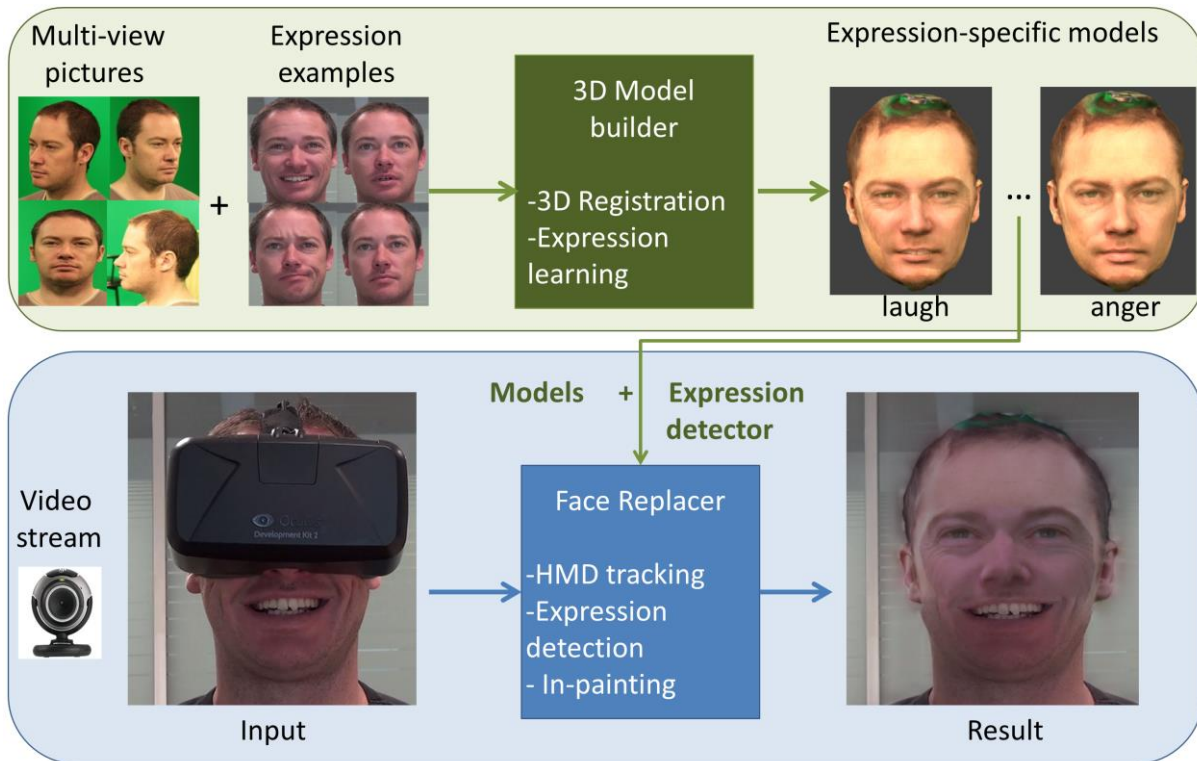 Multi-view
pictures
Expression
examples
3D Model
builder
-3D Registration
-Expression
learning
Expression-specific models
...
laugh
anger
+
Models + Expression
detector
Video
stream
Oculus
Development Kit 2
Input
Face Replacer
-HMD tracking
-Expression
detection
- In-painting
Result